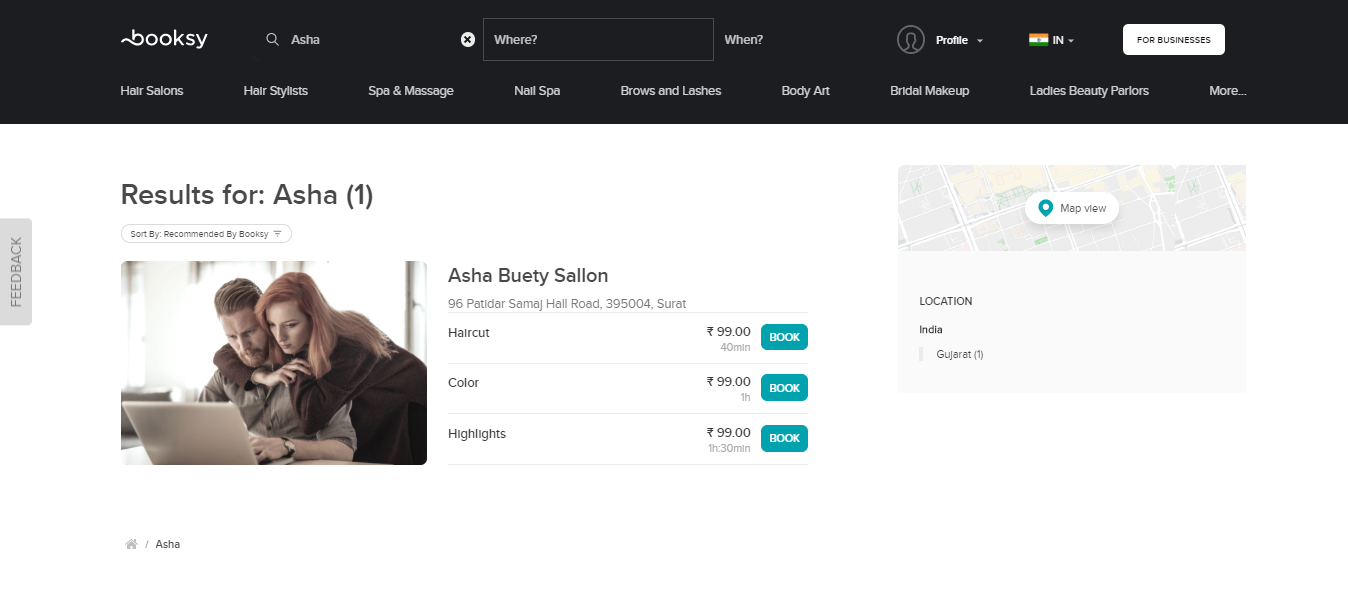 booksy
Asha
Where?
When?
Profile
IN
FOR BUSINESSES
Hair Salons
Hair Stylists
Spa & Massage
Nail Spa
Brows and Lashes
Body Art
Bridal Makeup
Ladies Beauty Parlors
More...
FEEDBACK
Results for: Asha (1)
Sort By: Recommended By Booksy
Asha Buety Sallon
96 Patidar Samaj Hall Road, 395004, Surat
Haircut
₹ 99.00
40min
BOOK
Color
₹ 99.00
1h
BOOK
Highlights
₹ 99.00
1h:30min
BOOK
Map view
LOCATION
India
Gujarat (1)
/ Asha